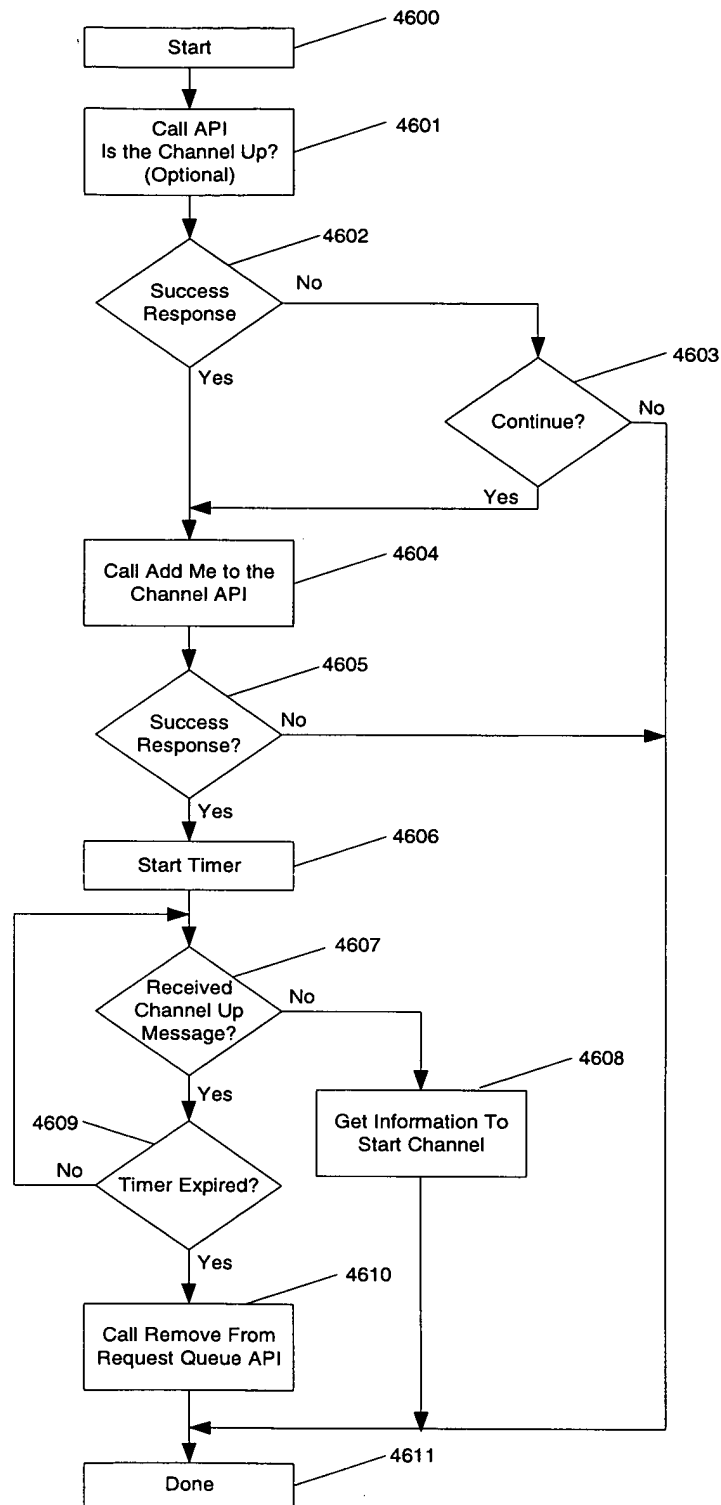 4600
Start
4601
Call API
Is the Channel Up?
(Optional)
4602
No
Success
Response
Yes
4603
Continue?
No
Yes
4604
Call Add Me to the
Channel API
4605
Success
Response?
No
Yes
4606
Start Timer
4607
Received
Channel Up
Message?
No
Yes
4608
Get Information To
Start Channel
4609
No
Timer Expired?
Yes
4610
Call Remove From
Request Queue API
4611
Done